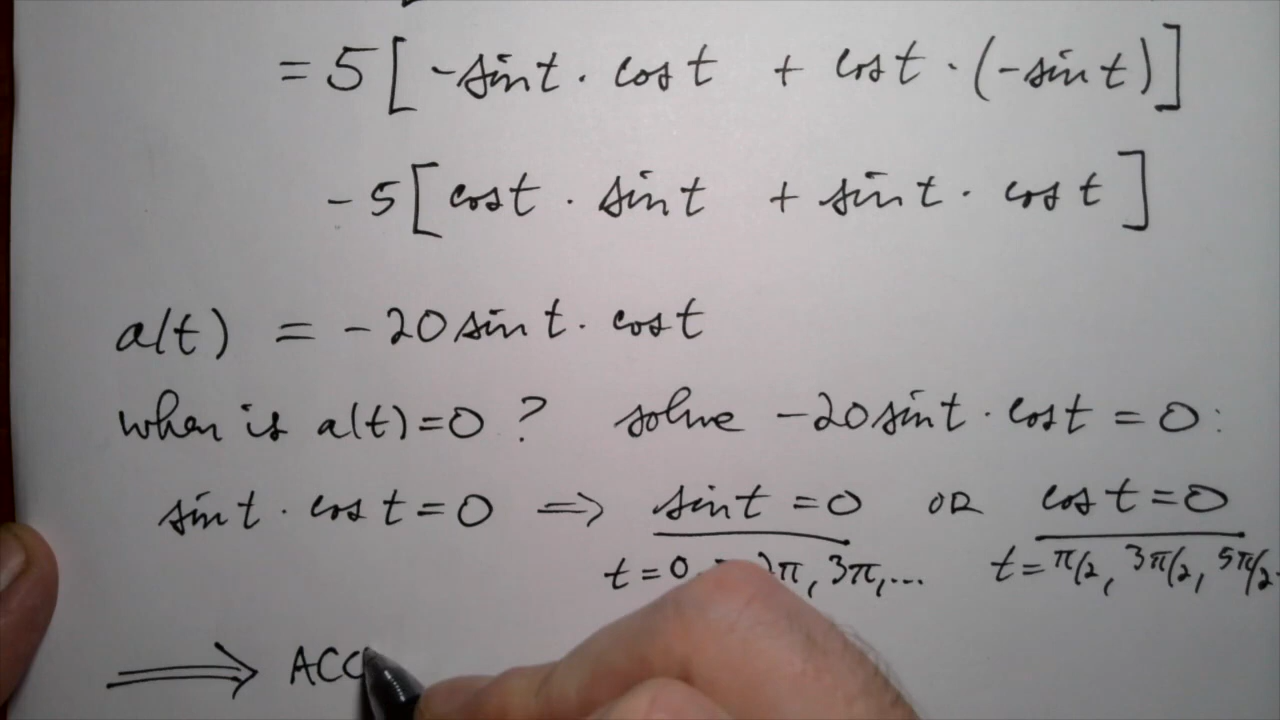 = 5[-sin t · cos t + cos t · (-sin t)]
-5[cos t · sin t + sin t · cos t]
a(t) = -20 sin t · cos t
when is a(t)=0 ? solve -20 sin t · cos t = 0:
sin t · cos t = 0 ⟹ sin t = 0 OR cos t = 0
t = 0, 2π, 3π, ... t = π/2, 3π/2, 5π/2
⟹ ACC